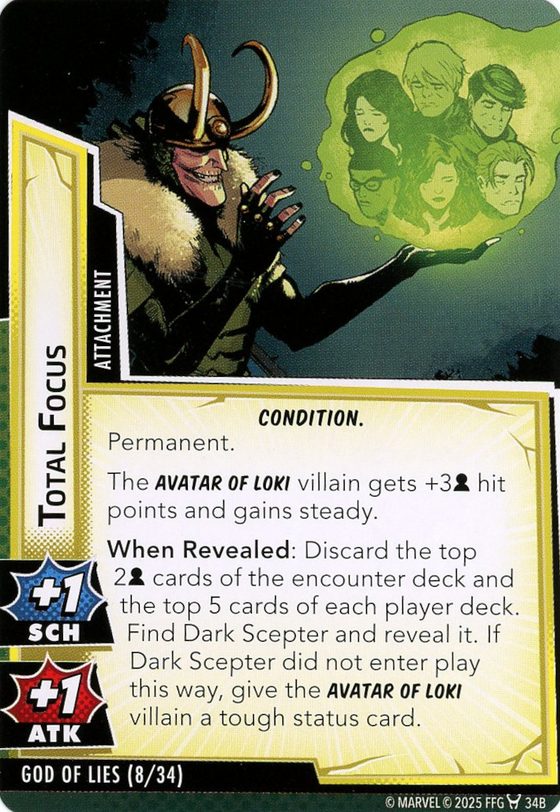 ATTACHMENT
TOTAL FOCUS
CONDITION.
Permanent.
The AVATAR OF LOKI villain gets +3 hit
points and gains steady.
When Revealed: Discard the top
2 cards of the encounter deck and
the top 5 cards of each player deck.
Find Dark Scepter and reveal it. If
Dark Scepter did not enter play
this way, give the AVATAR OF LOKI
villain a tough status card.
+1
SCH
+1
ATK
GOD OF LIES (8/34)
© MARVEL © 2025 FFG 34B